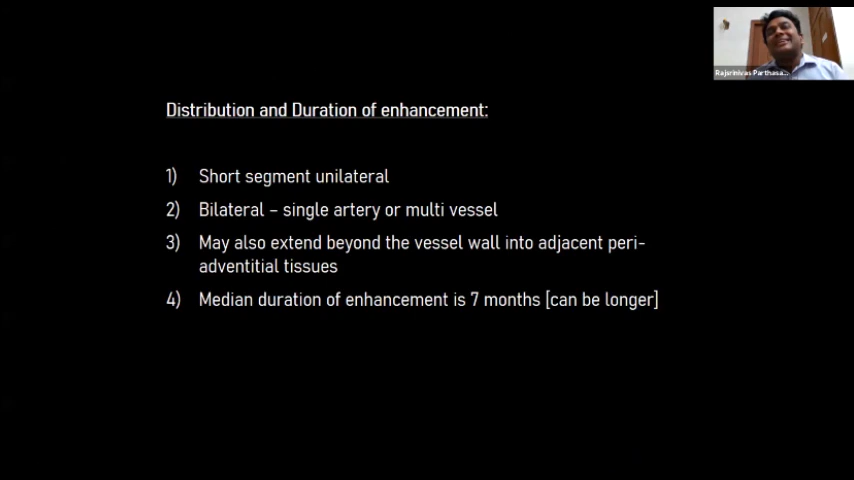 Rajsrinivas Parthasa...
Distribution and Duration of enhancement:
1) Short segment unilateral
2) Bilateral – single artery or multi vessel
3) May also extend beyond the vessel wall into adjacent peri-
adventitial tissues
4) Median duration of enhancement is 7 months [can be longer]